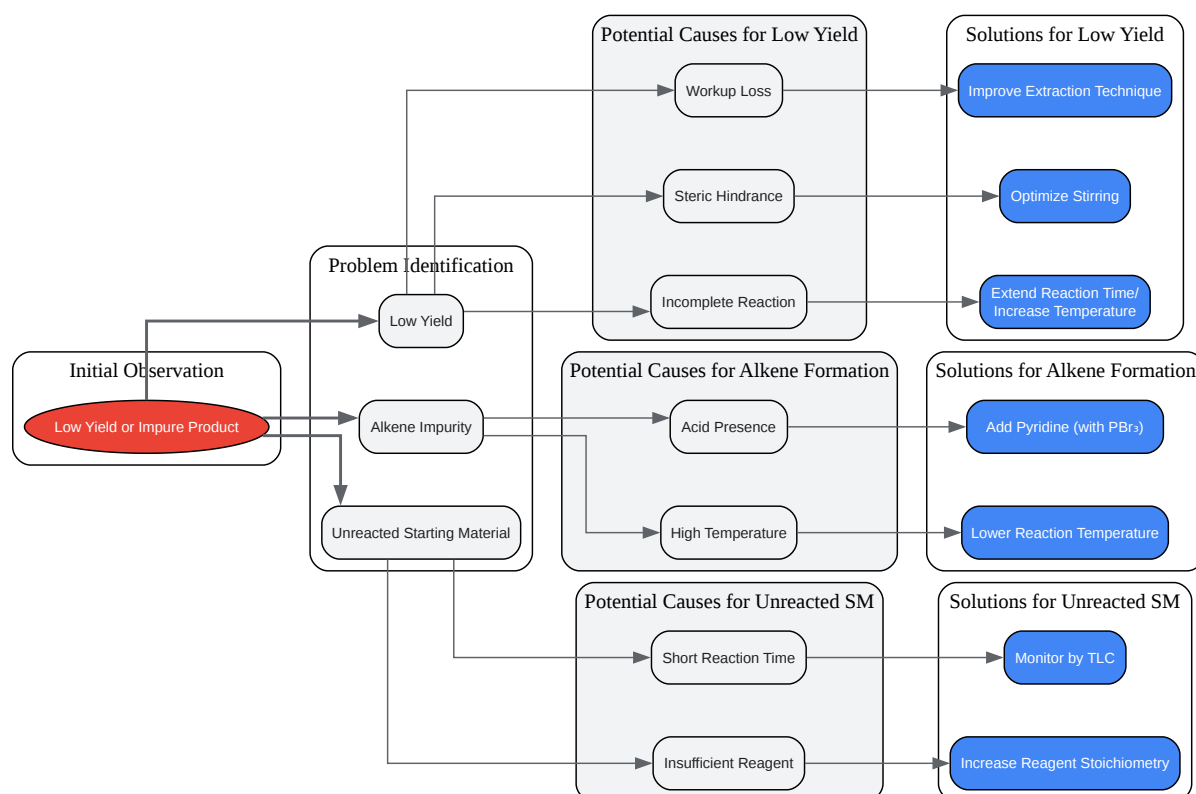 Initial Observation
Low Yield or Impure Product
Problem Identification
Low Yield
Alkene Impurity
Unreacted Starting Material
Potential Causes for Low Yield
Workup Loss
Steric Hindrance
Incomplete Reaction
Solutions for Low Yield
Improve Extraction Technique
Optimize Stirring
Extend Reaction Time/
Increase Temperature
Potential Causes for Alkene Formation
Acid Presence
High Temperature
Solutions for Alkene Formation
Add Pyridine (with PBr₃)
Lower Reaction Temperature
Potential Causes for Unreacted SM
Short Reaction Time
Insufficient Reagent
Solutions for Unreacted SM
Monitor by TLC
Increase Reagent Stoichiometry